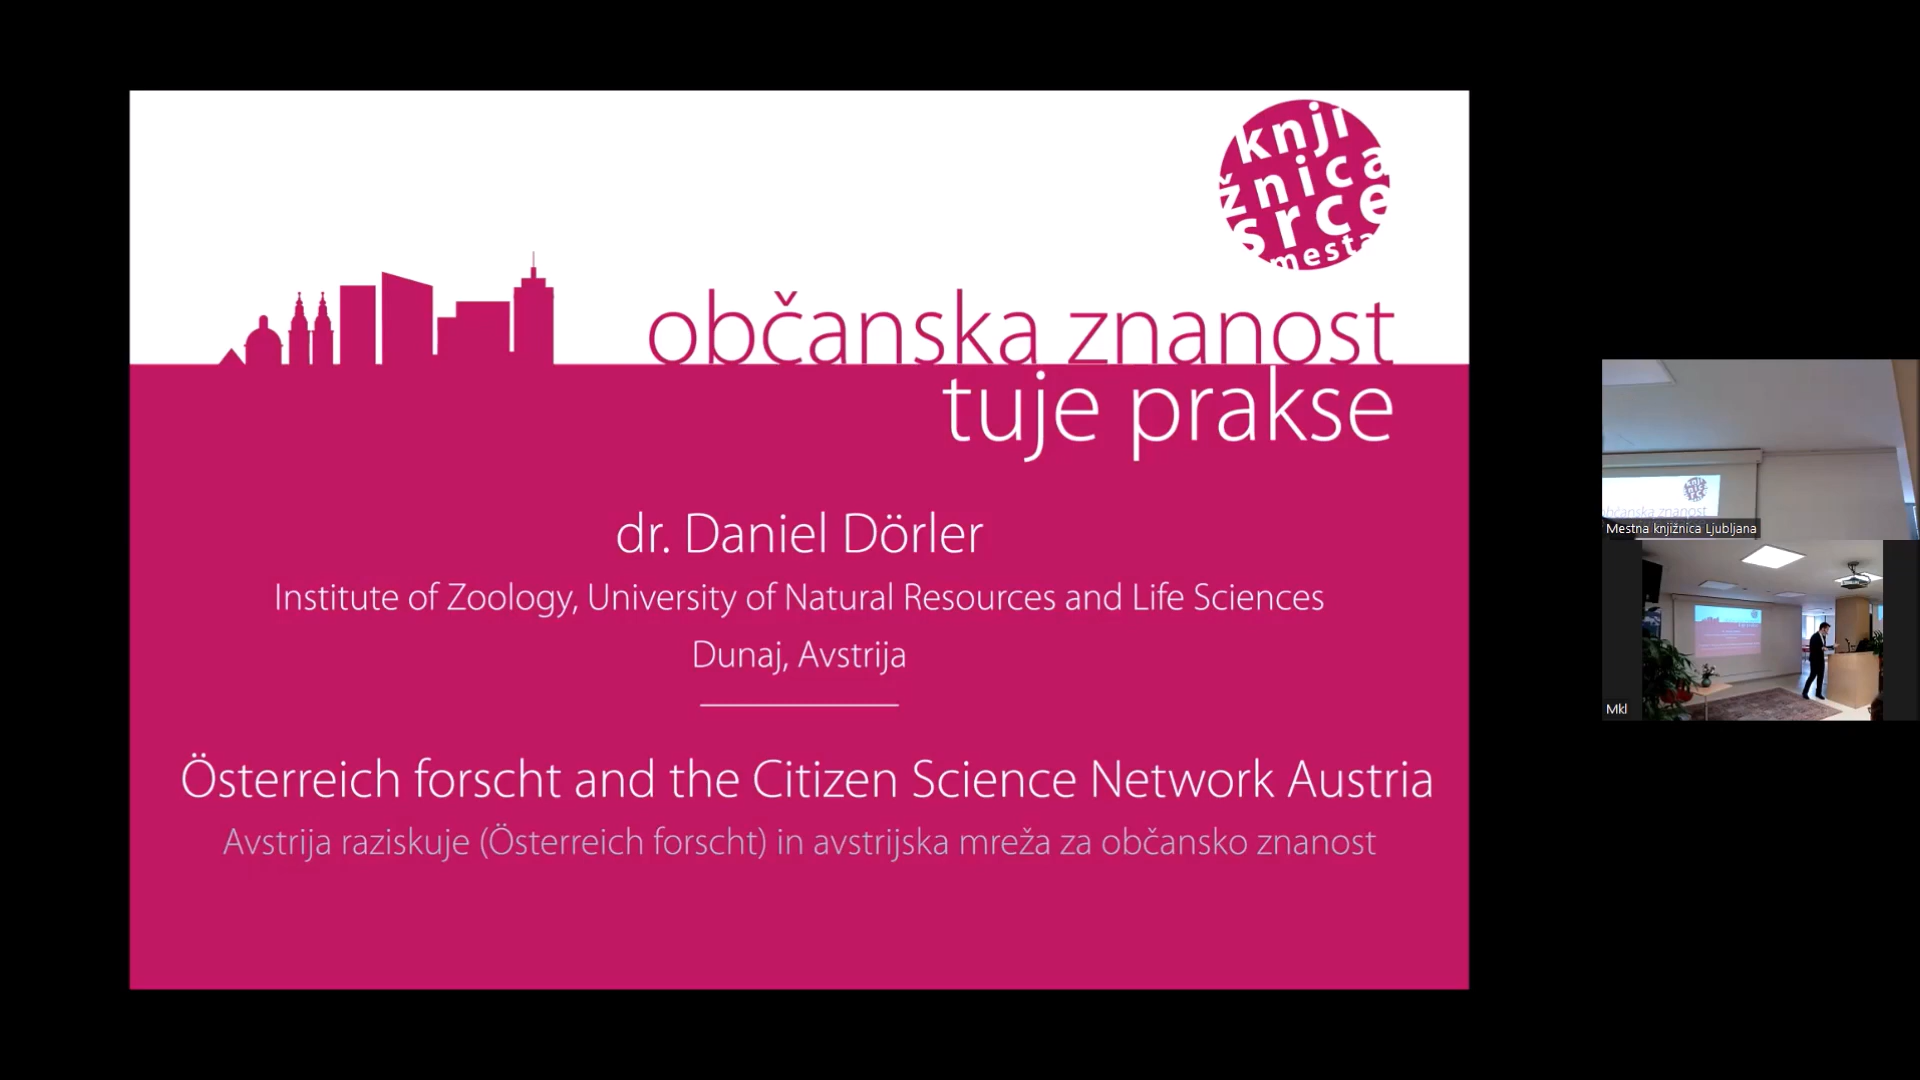 knji
žnica
srce
mesta
občanska znanost
tuje prakse
dr. Daniel Dörler
Institute of Zoology, University of Natural Resources and Life Sciences
Dunaj, Avstrija
Österreich forscht and the Citizen Science Network Austria
Avstrija raziskuje (Österreich forscht) in avstrijska mreža za občansko znanost
občanska znanost
Mestna knjižnica Ljubljana
Mkl